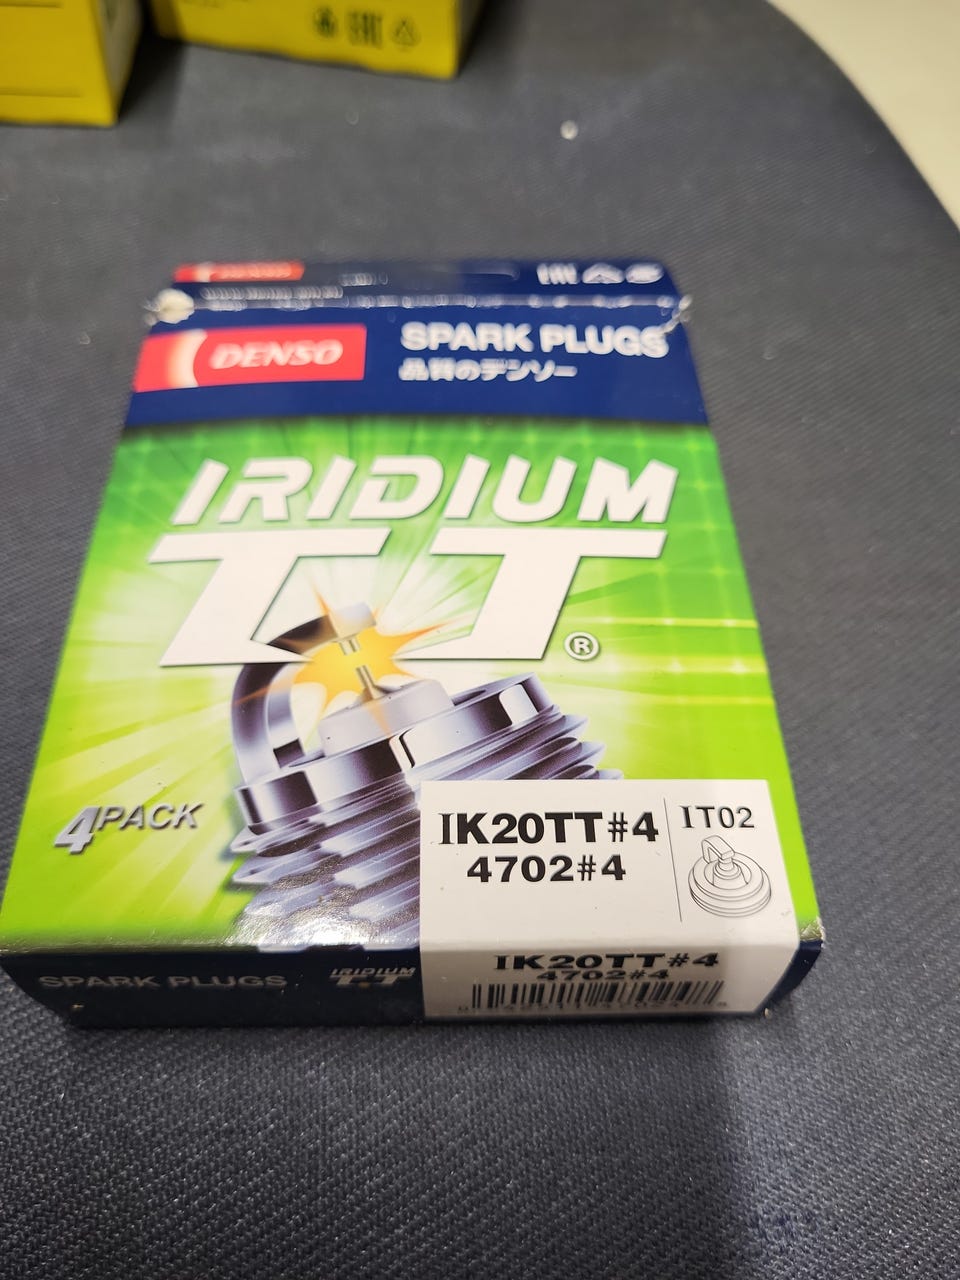 EAC
DENSO
SPARK PLUGS
品質のデンソー
IRIDIUM
TT®
4PACK
IK20TT#4
4702#4
IT02
SPARK PLUGS
IRIDIUM
TT
IK20TT#4
4702#4